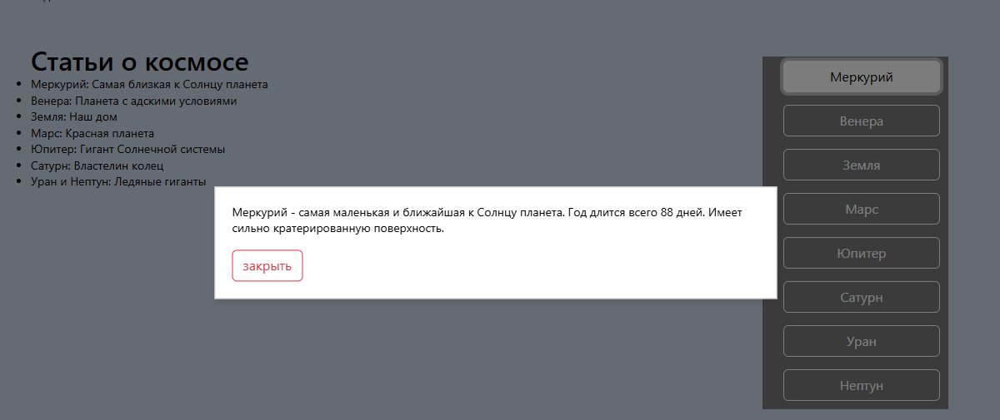 Статьи о космосе
Меркурий: Самая близкая к Солнцу планета
Венера: Планета с адскими условиями
Земля: Наш дом
Марс: Красная планета
Юпитер: Гигант Солнечной системы
Сатурн: Властелин колец
Уран и Нептун: Ледяные гиганты
Меркурий - самая маленькая и ближайшая к Солнцу планета. Год длится всего 88 дней. Имеет
сильно кратерированную поверхность.
закрыть
Меркурий
Венера
Земля
Марс
Юпитер
Сатурн
Уран
Нептун